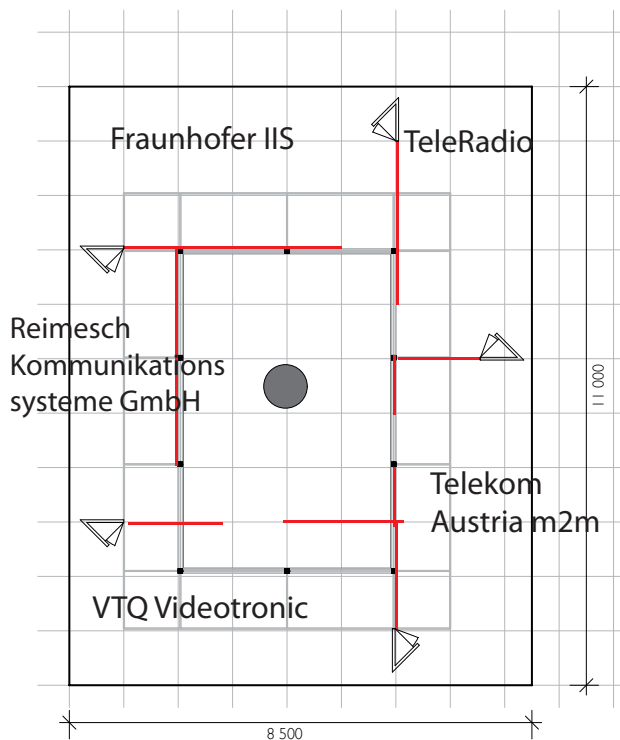 Fraunhofer IIS
TeleRadio
Reimesch
Kommunikations
systeme GmbH
11 000
Telekom
Austria m2m
VTQ Videotronic
8 500